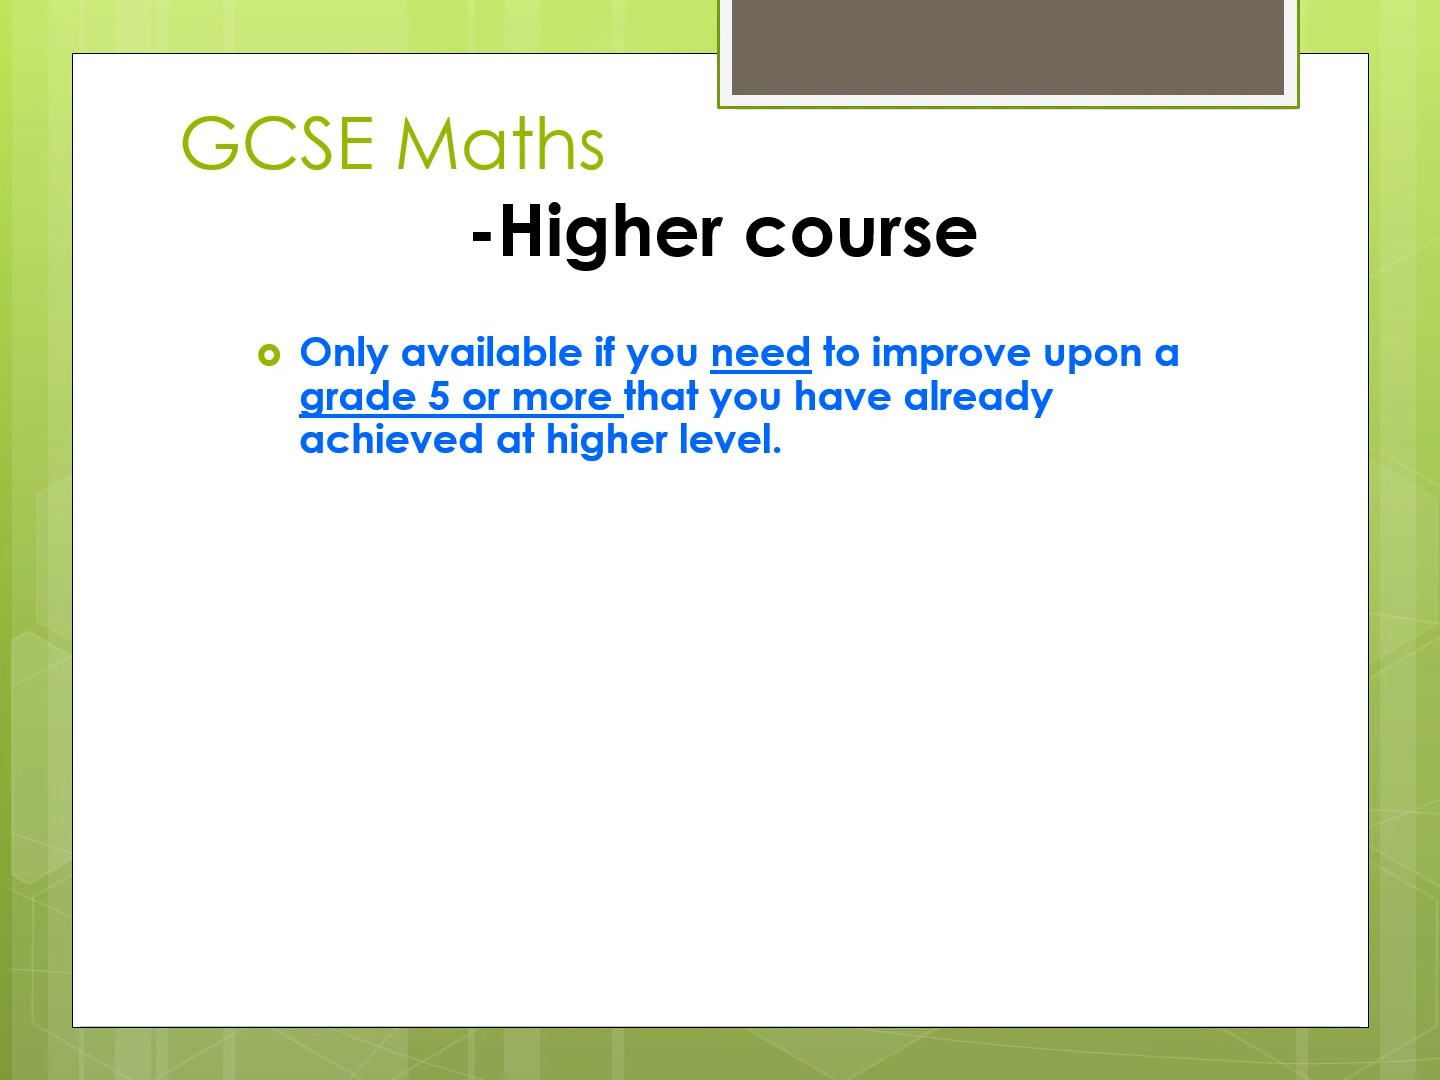 GCSE Maths
-Higher course
Only available if you need to improve upon a
grade 5 or more that you have already
achieved at higher level.